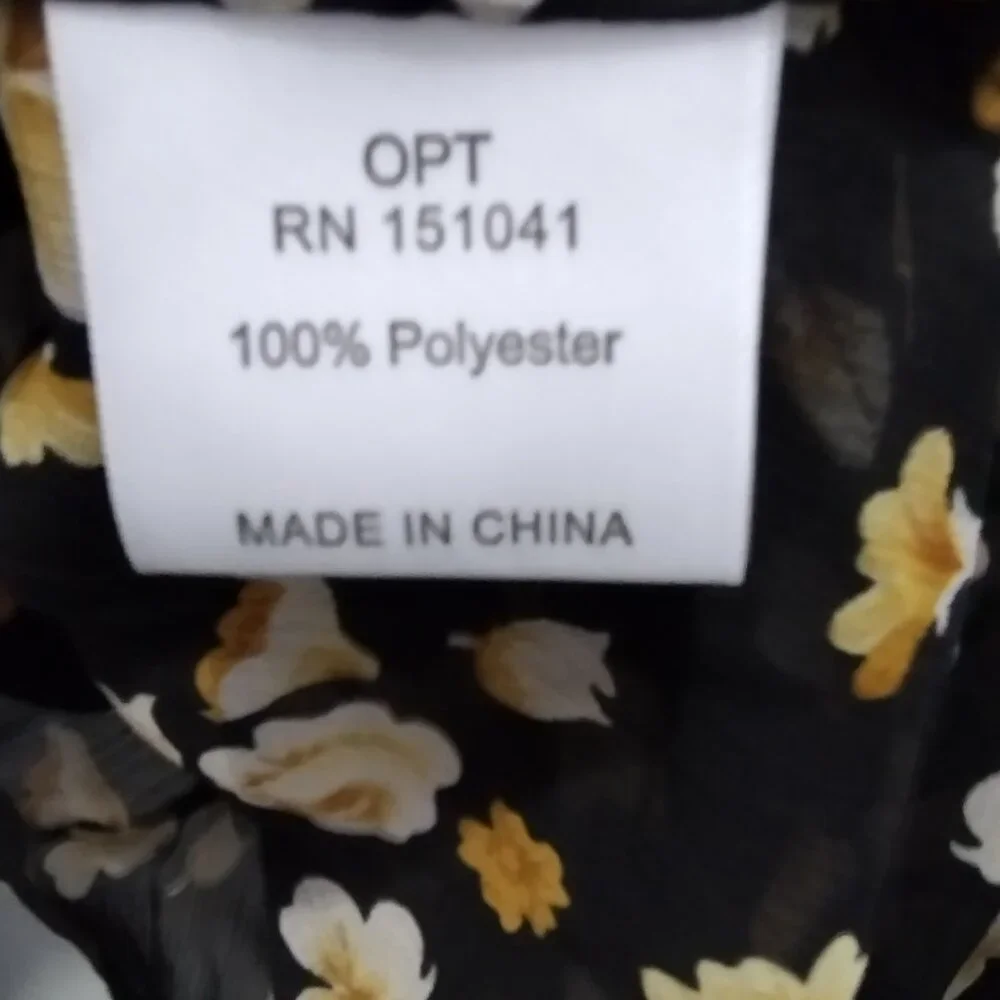 OPT
RN 151041
100% Polyester
MADE IN CHINA